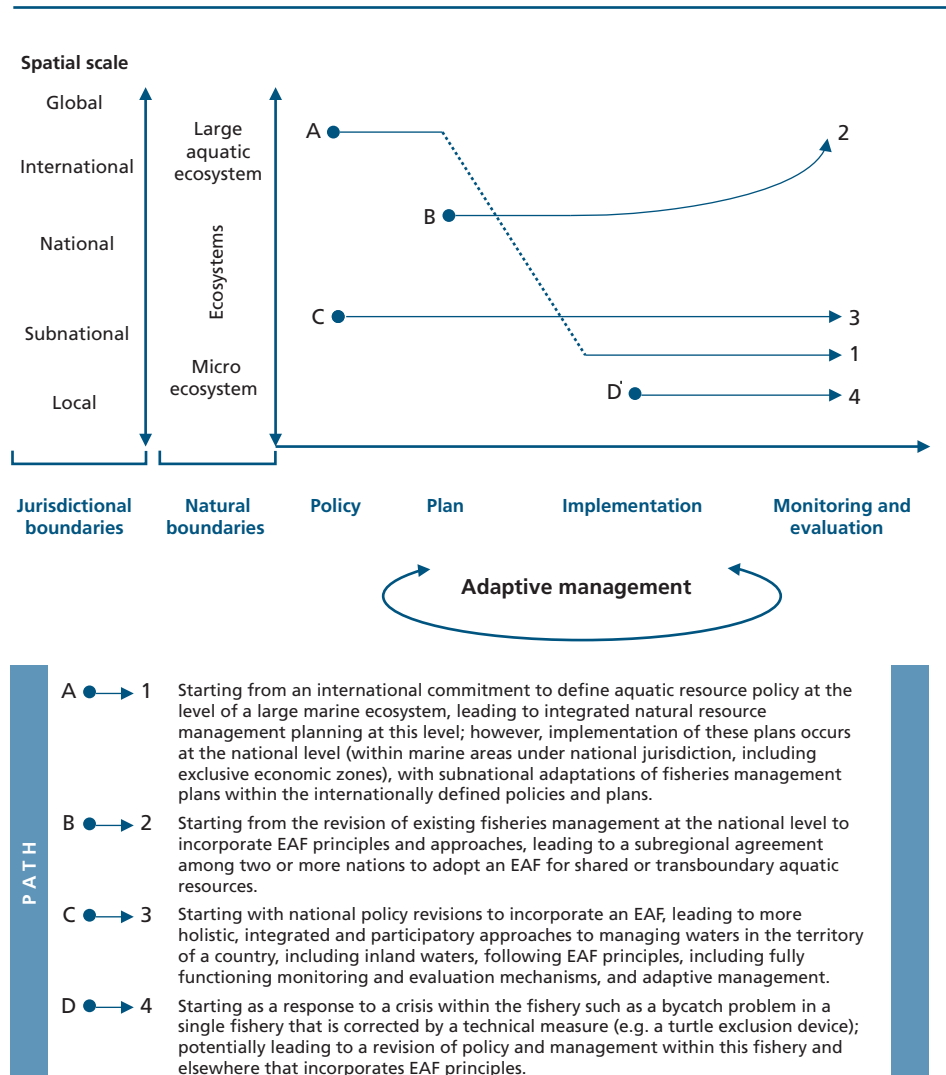 Spatial scale
Global
International
National
Subnational
Local
Large
aquatic
ecosystem
Ecosystems
Micro
ecosystem
A
B
C
D
2
3
1
4
Jurisdictional
boundaries
Natural
boundaries
Policy
Plan
Implementation
Monitoring and
evaluation
Adaptive management
PATH
A 1 Starting from an international commitment to define aquatic resource policy at the
level of a large marine ecosystem, leading to integrated natural resource
management planning at this level; however, implementation of these plans occurs
at the national level (within marine areas under national jurisdiction, including
exclusive economic zones), with subnational adaptations of fisheries management
plans within the internationally defined policies and plans.
B 2 Starting from the revision of existing fisheries management at the national level to
incorporate EAF principles and approaches, leading to a subregional agreement
among two or more nations to adopt an EAF for shared or transboundary aquatic
resources.
C 3 Starting with national policy revisions to incorporate an EAF, leading to more
holistic, integrated and participatory approaches to managing waters in the territory
of a country, including inland waters, following EAF principles, including fully
functioning monitoring and evaluation mechanisms, and adaptive management.
D 4 Starting as a response to a crisis within the fishery such as a bycatch problem in a
single fishery that is corrected by a technical measure (e.g. a turtle exclusion device);
potentially leading to a revision of policy and management within this fishery and
elsewhere that incorporates EAF principles.